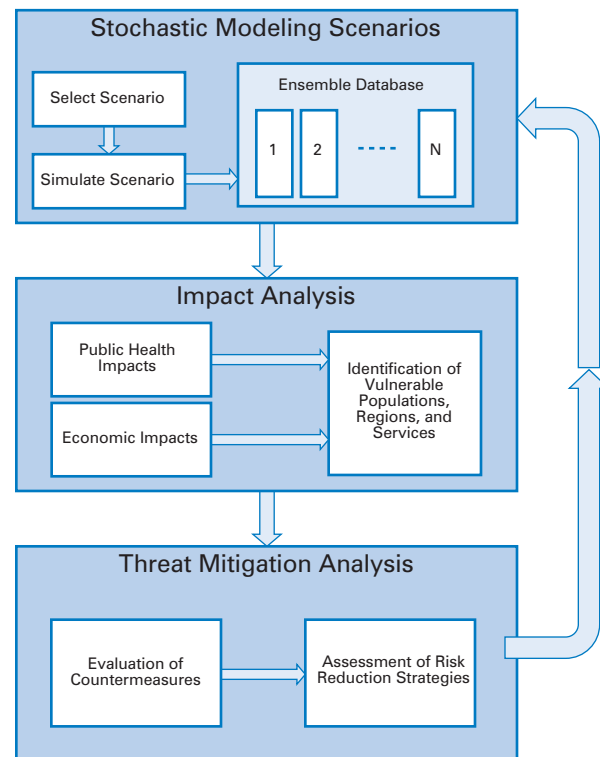 Stochastic Modeling Scenarios
Select Scenario
Simulate Scenario
Ensemble Database
1 2 ---- N
Impact Analysis
Public Health
Impacts
Economic Impacts
Identification of
Vulnerable
Populations,
Regions, and
Services
Threat Mitigation Analysis
Evaluation of
Countermeasures
Assessment of Risk
Reduction Strategies